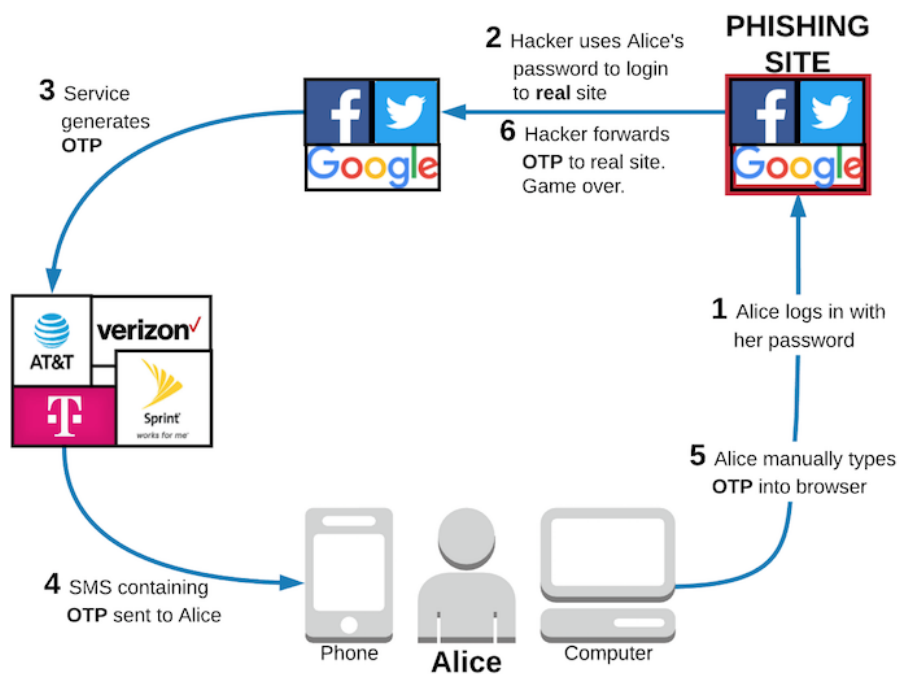 PHISHING
SITE
2 Hacker uses Alice's
password to login
to real site
6 Hacker forwards
OTP to real site.
Game over.
3 Service
generates
OTP
f
Google
f
Google
1 Alice logs in with
her password
AT&T
verizon✓
T
Sprint
works for me®
5 Alice manually types
OTP into browser
4 SMS containing
OTP sent to Alice
Phone
Alice
Computer